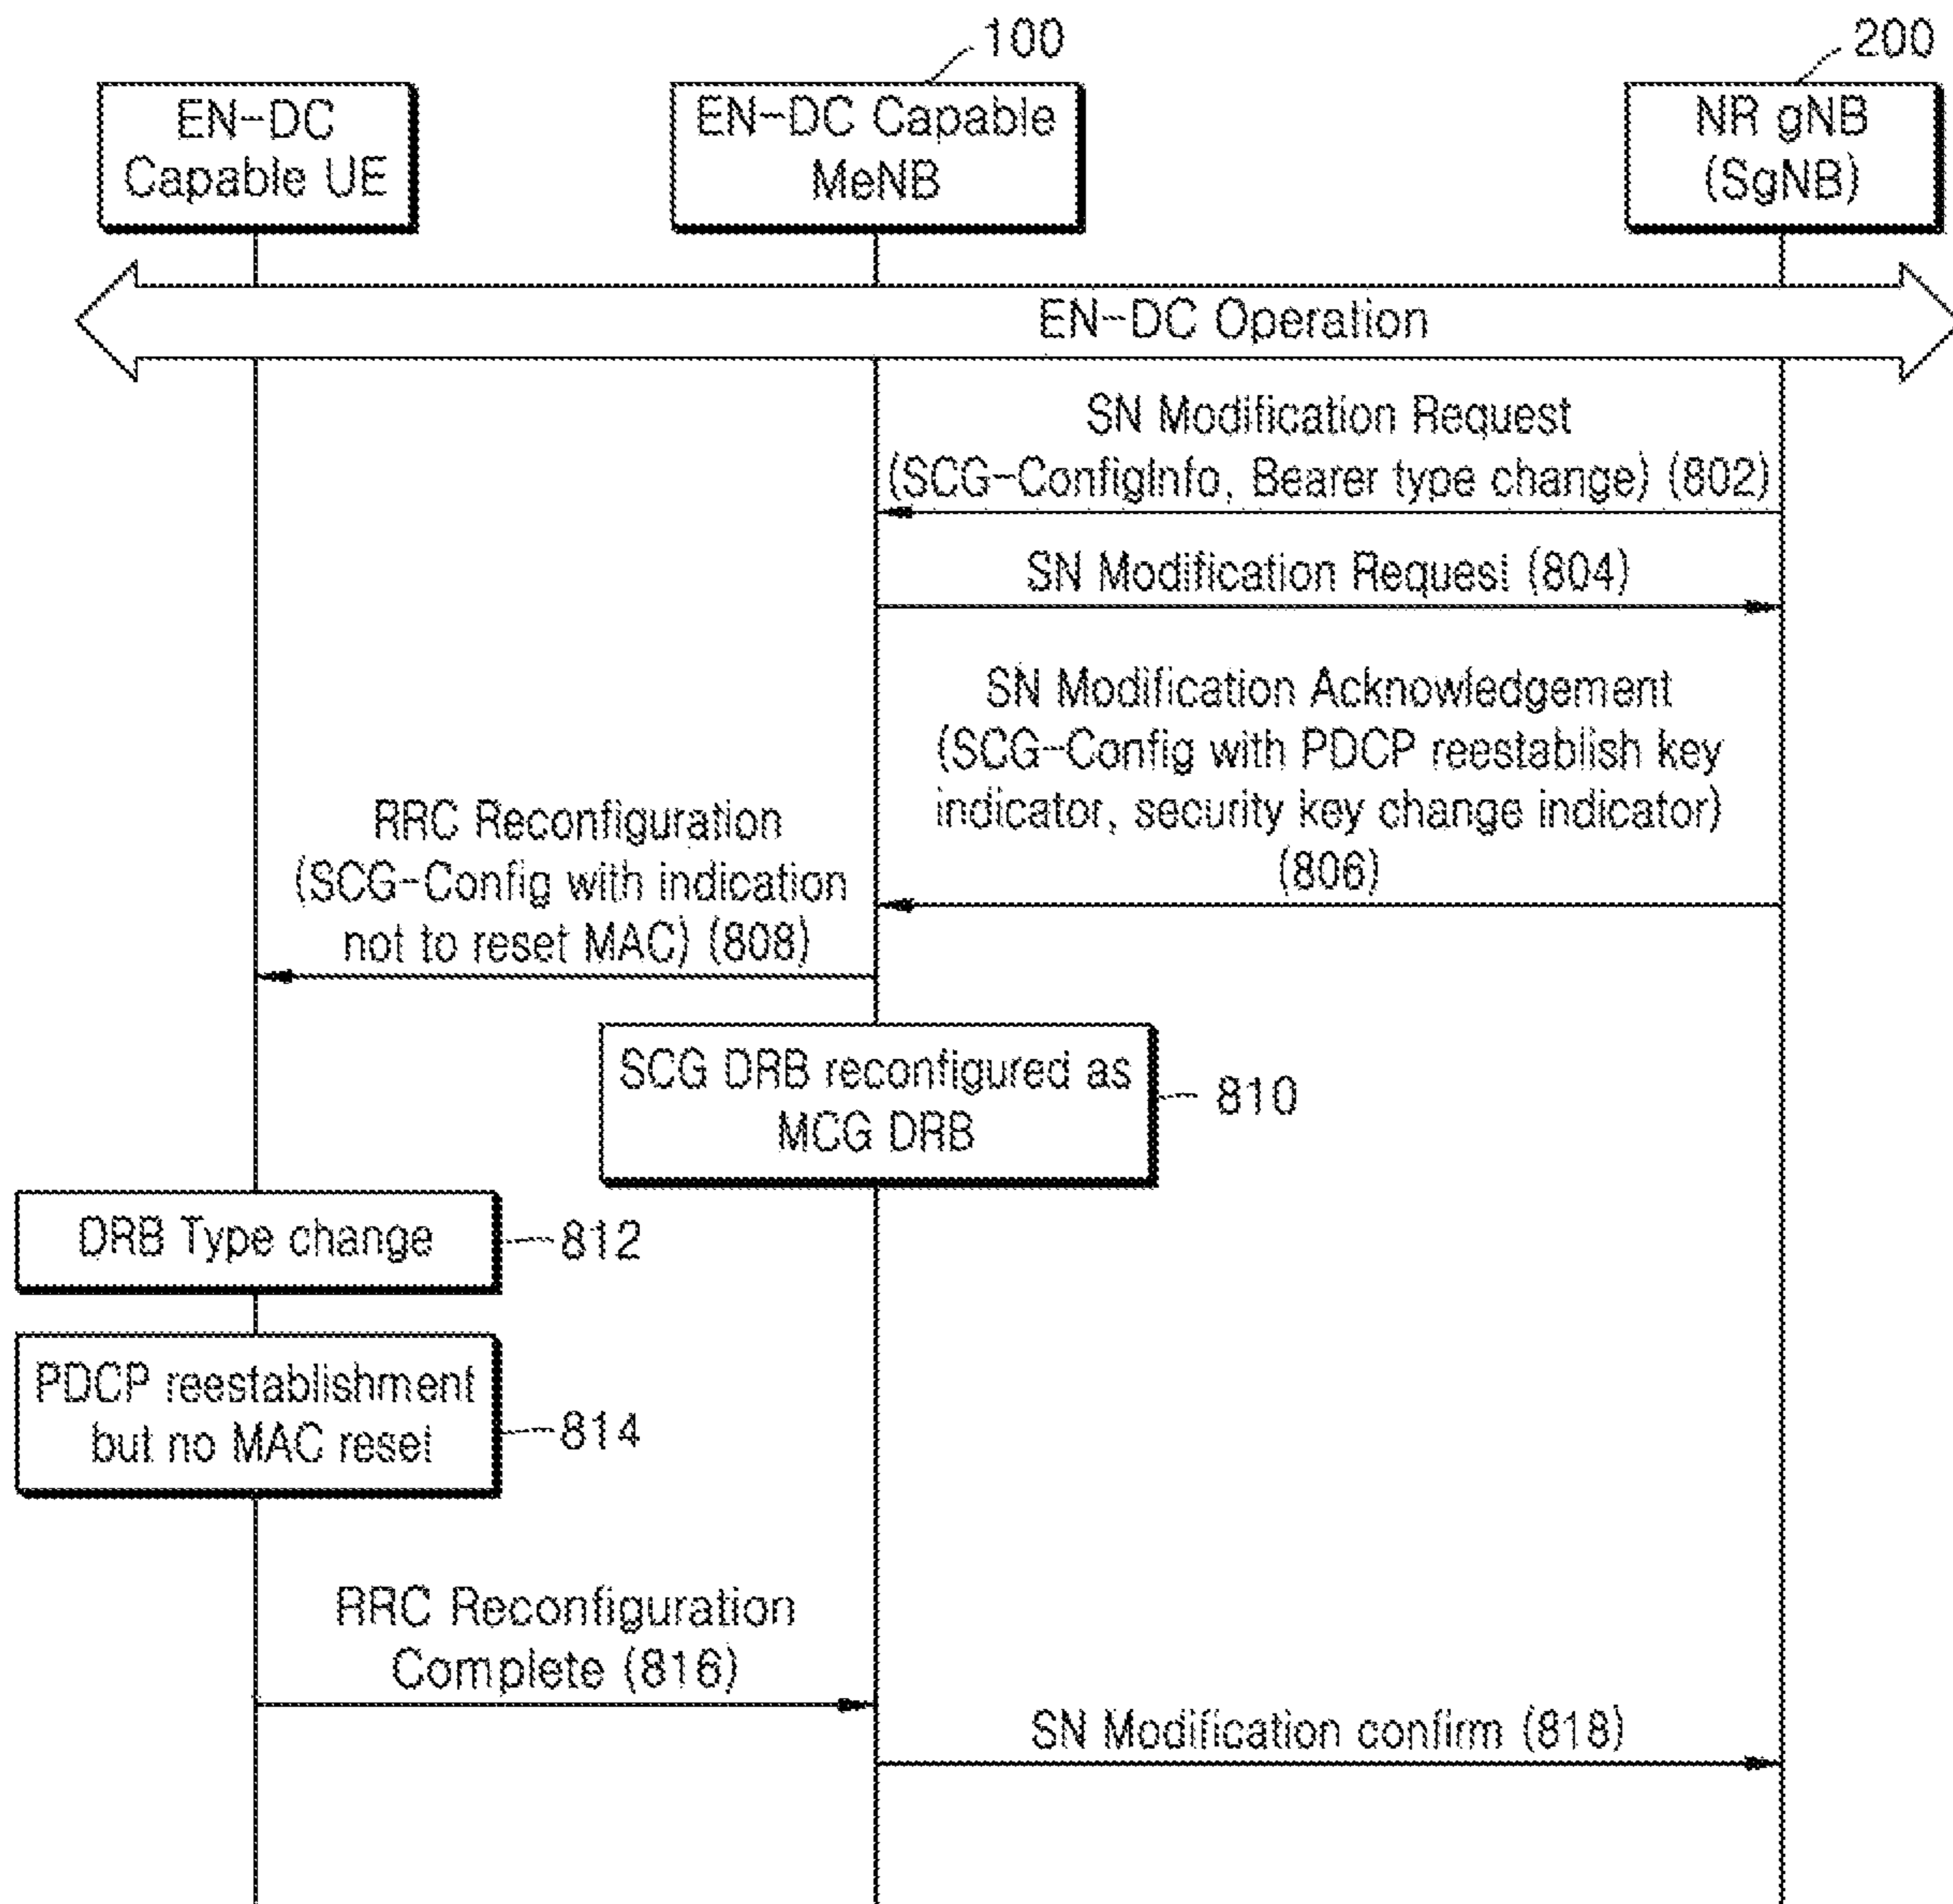 100
200
EN-DC
Capable UE
EN-DC Capable
MeNB
NR gNB
(SgNB)
EN-DC Operation
SN Modification Request
(SCG-ConfigInfo, Bearer type change) (802)
SN Modification Request (804)
SN Modification Acknowledgement
(SCG-Config with PDCP reestablish key
indicator, security key change indicator)
(806)
RRC Reconfiguration
(SCG-Config with indication
not to reset MAC) (808)
SCG DRB reconfigured as
MCG DRB
810
DRB Type change
812
PDCP reestablishment
but no MAC reset
814
RRC Reconfiguration
Complete (816)
SN Modification confirm (818)